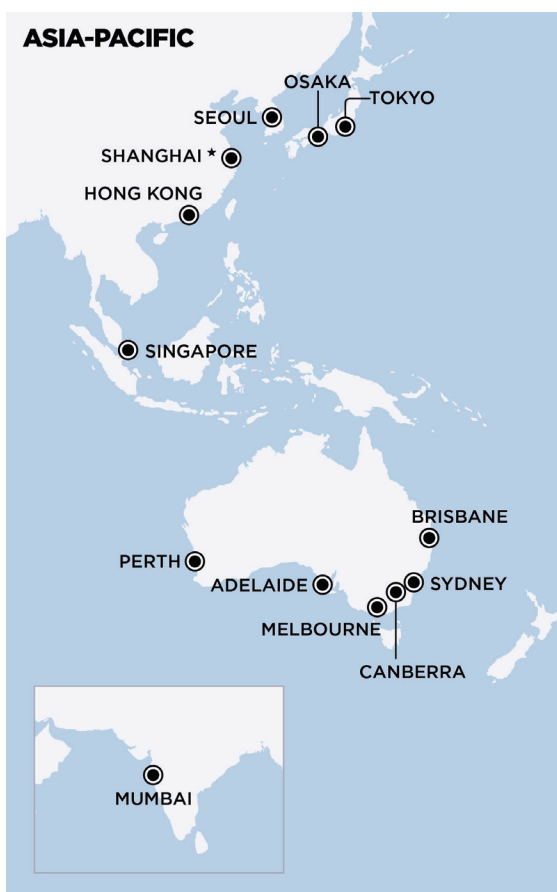 ASIA-PACIFIC
OSAKA
TOKYO
SEOUL
SHANGHAI ★
HONG KONG
SINGAPORE
BRISBANE
PERTH
ADELAIDE
SYDNEY
MELBOURNE
CANBERRA
MUMBAI